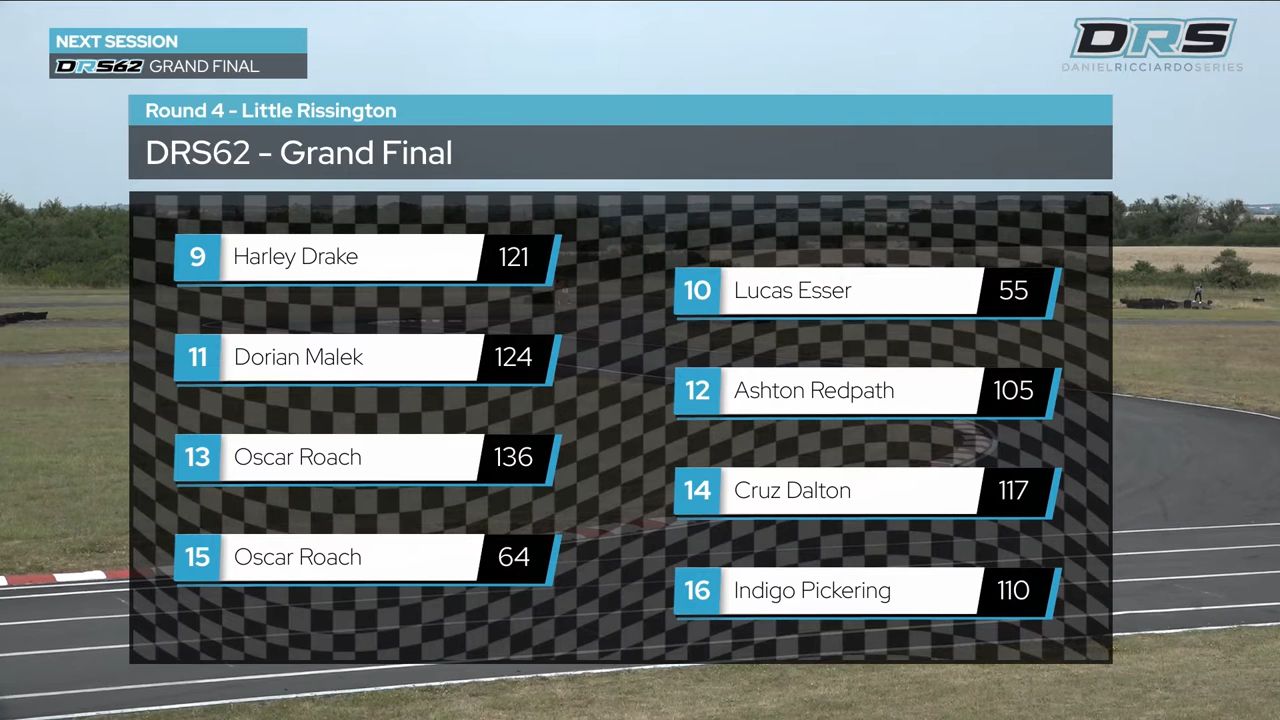 NEXT SESSION
DRS62 GRAND FINAL
DRS
DANIELRICCIARDOSERIES
Round 4 - Little Rissington
DRS62 - Grand Final
9 Harley Drake 121
10 Lucas Esser 55
11 Dorian Malek 124
12 Ashton Redpath 105
13 Oscar Roach 136
14 Cruz Dalton 117
15 Oscar Roach 64
16 Indigo Pickering 110